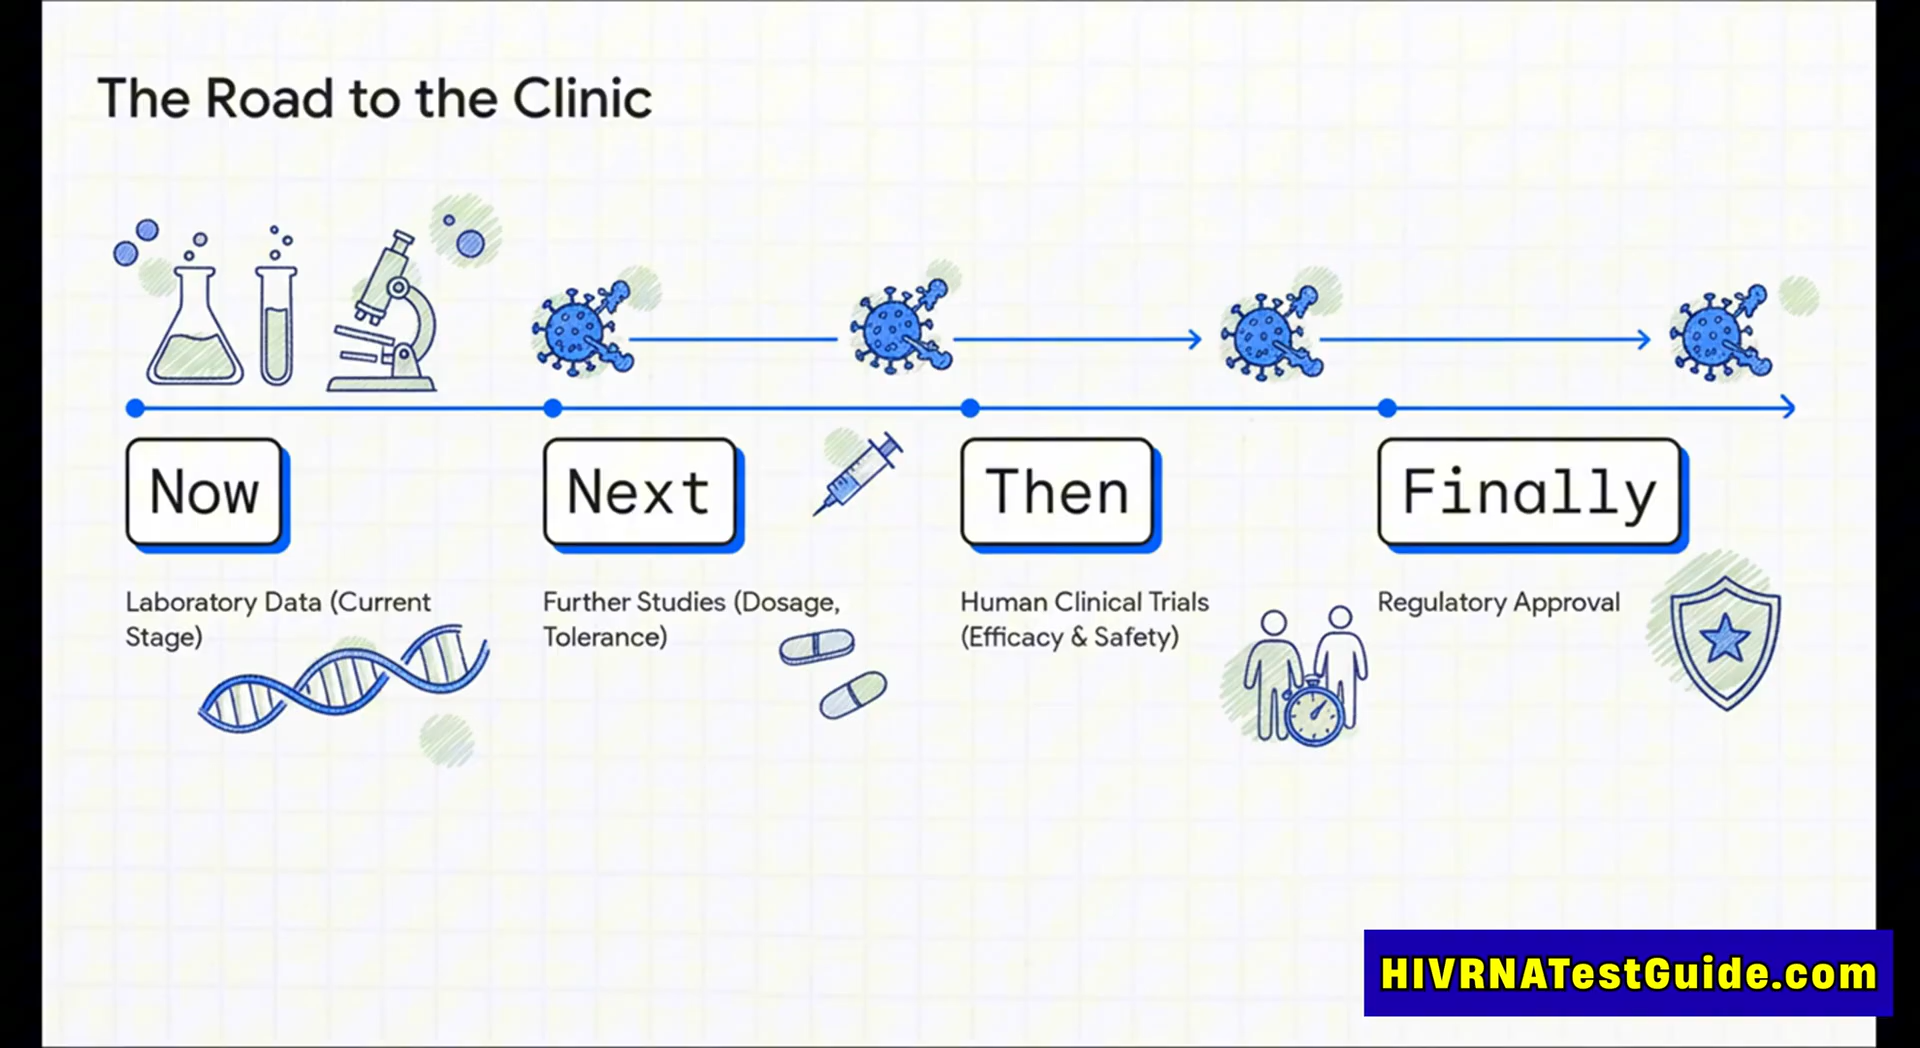 The Road to the Clinic
Now
Next
Then
Finally
Laboratory Data (Current
Stage)
Further Studies (Dosage,
Tolerance)
Human Clinical Trials
(Efficacy & Safety)
Regulatory Approval
HIVRNATestGuide.com